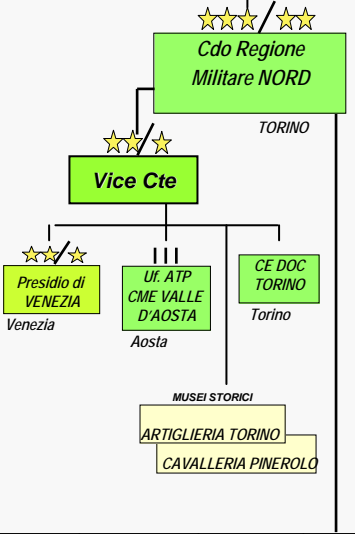 Cdo Regione
Militare NORD
TORINO
Vice Cte
Presidio di
VENEZIA
Venezia
Uf. ATP
CME VALLE
D'AOSTA
Aosta
CE DOC
TORINO
Torino
MUSEI STORICI
ARTIGLIERIA TORINO
CAVALLERIA PINEROLO